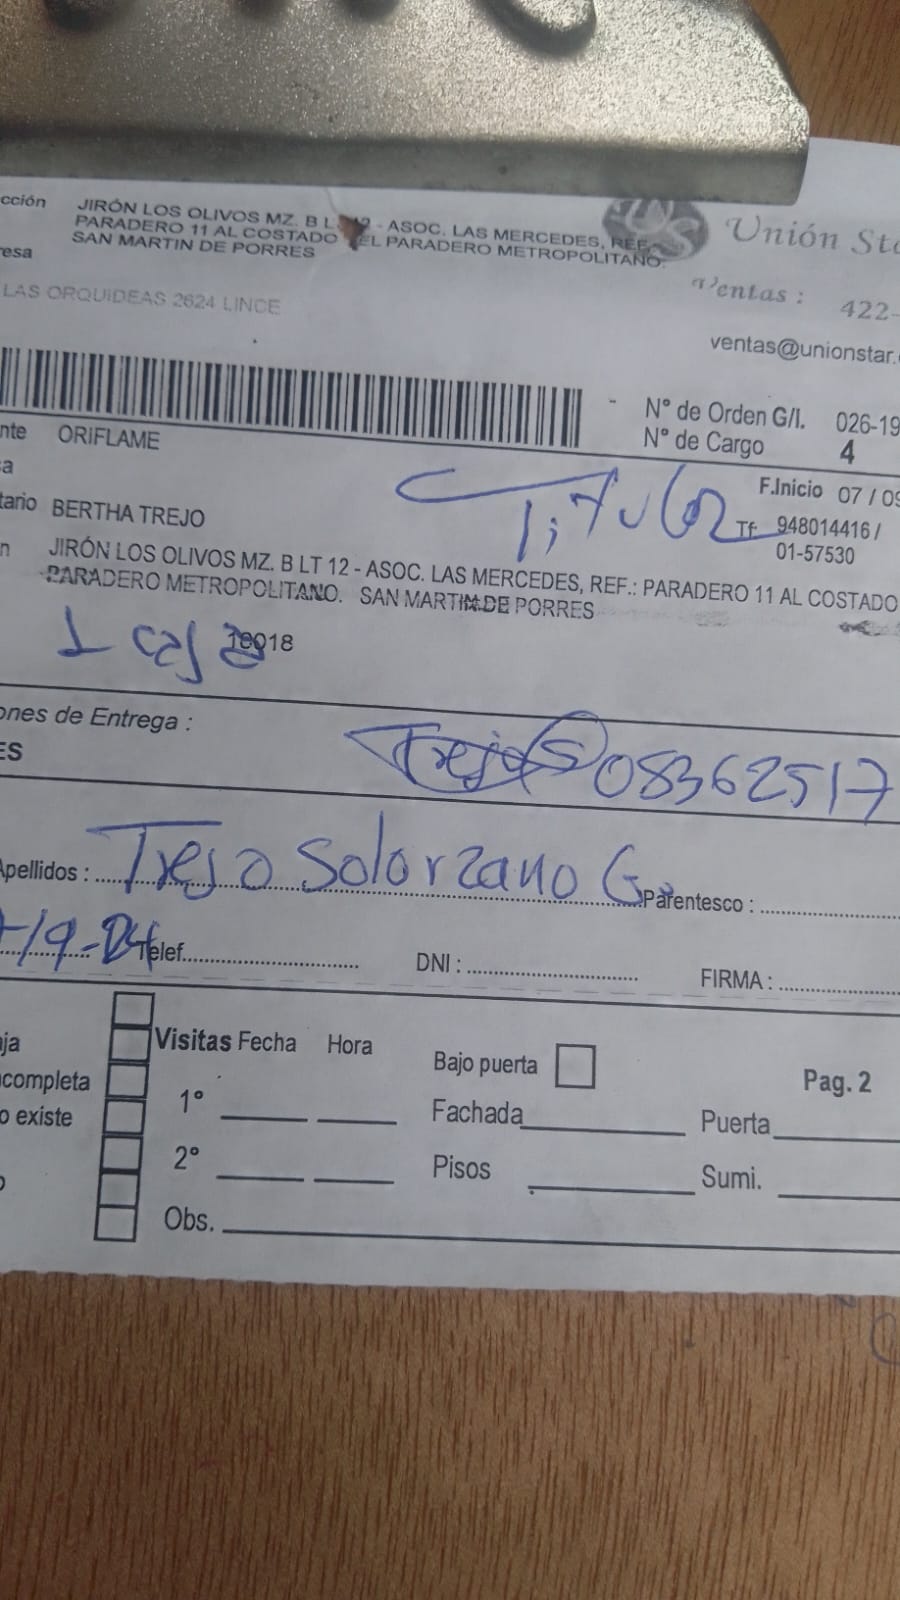 cción JIRÓN LOS OLIVOS MZ. B L 12 - ASOC. LAS MERCEDES, REF.
PARADERO 11 AL COSTADO EL PARADERO METROPOLITANO.
SAN MARTIN DE PORRES
resa
LAS ORQUIDEAS 2624 LINCE
Unión Sta
Ventas : 422-
ventas@unionstar.
N° de Orden G/I. 026-19
N° de Cargo 4
nte ORIFLAME
a
F.Inicio 07 / 09
Titular
tario BERTHA TREJO
Tf 948014416 /
01-57530
n JIRÓN LOS OLIVOS MZ. B LT 12 - ASOC. LAS MERCEDES, REF.: PARADERO 11 AL COSTADO
PARADERO METROPOLITANO. SAN MARTIN DE PORRES
1 caja 18018
ones de Entrega :
ES
Trejo S 08362517
Apellidos : Trejo Solorzano G. Parentesco :
Telef. DNI : FIRMA :
Visitas Fecha Hora
Bajo puerta
Pag. 2
ja
completa
o existe
1° Fachada Puerta
2° Pisos Sumi.
o
Obs.